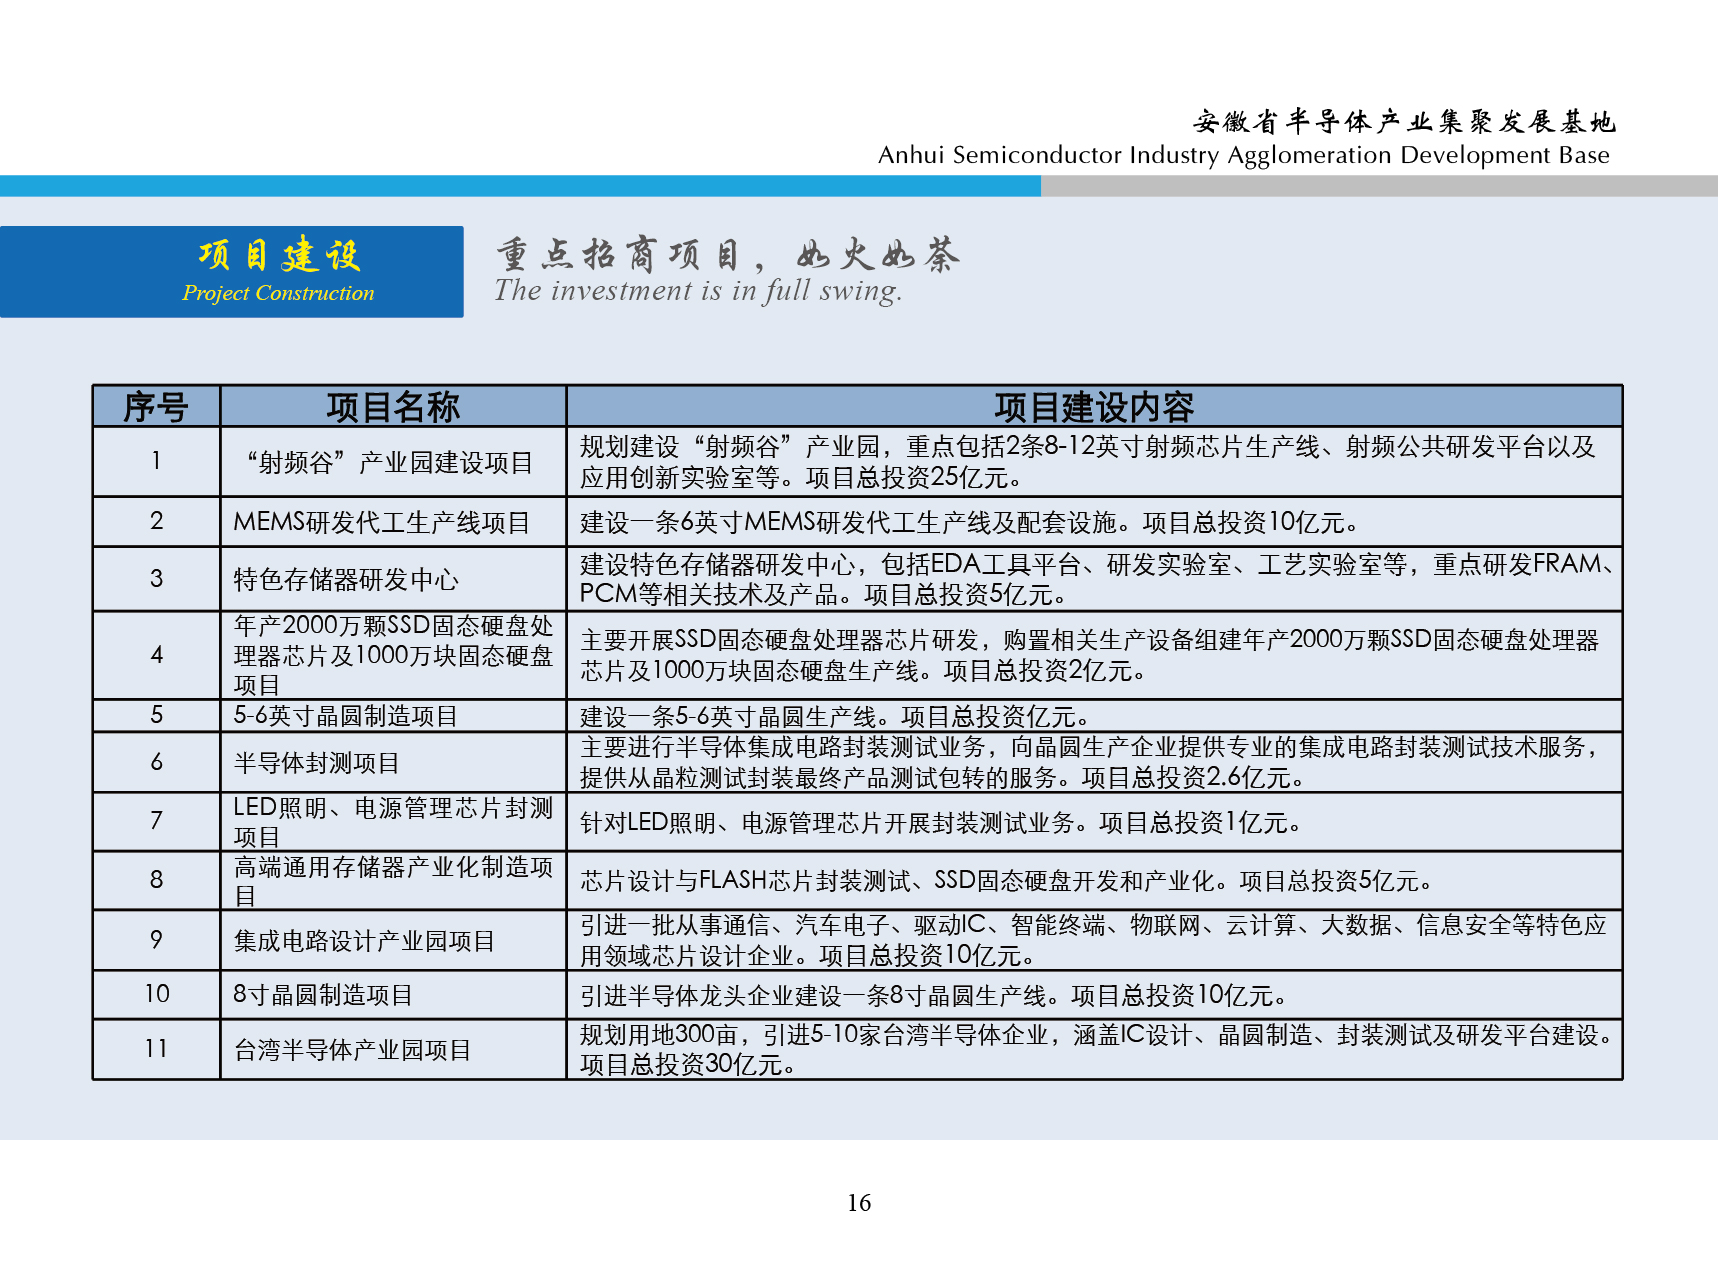 安徽省半导体产业集聚发展基地
Anhui Semiconductor Industry Agglomeration Development Base
项目建设
Project Construction
重点招商项目，如火如荼
The investment is in full swing.
序号 项目名称 项目建设内容
1 “射频谷”产业园建设项目 规划建设“射频谷”产业园，重点包括2条8-12英寸射频芯片生产线、射频公共研发平台以及
应用创新实验室等。项目总投资25亿元。
2 MEMS研发代工生产线项目 建设一条6英寸MEMS研发代工生产线及配套设施。项目总投资10亿元。
3 特色存储器研发中心 建设特色存储器研发中心，包括EDA工具平台、研发实验室、工艺实验室等，重点研发FRAM、
PCM等相关技术及产品。项目总投资5亿元。
4 年产2000万颗SSD固态硬盘处
理器芯片及1000万块固态硬盘
项目
主要开展SSD固态硬盘处理器芯片研发，购置相关生产设备组建年产2000万颗SSD固态硬盘处理器
芯片及1000万块固态硬盘生产线。项目总投资2亿元。
5 5-6英寸晶圆制造项目 建设一条5-6英寸晶圆生产线。项目总投资亿元。
6 半导体封测项目 主要进行半导体集成电路封装测试业务，向晶圆生产企业提供专业的集成电路封装测试技术服务，
提供从晶粒测试封装最终产品测试包转的服务。项目总投资2.6亿元。
7 LED照明、电源管理芯片封测
项目
针对LED照明、电源管理芯片开展封装测试业务。项目总投资1亿元。
8 高端通用存储器产业化制造项
目
芯片设计与FLASH芯片封装测试、SSD固态硬盘开发和产业化。项目总投资5亿元。
9 集成电路设计产业园项目 引进一批从事通信、汽车电子、驱动IC、智能终端、物联网、云计算、大数据、信息安全等特色应
用领域芯片设计企业。项目总投资10亿元。
10 8寸晶圆制造项目 引进半导体龙头企业建设一条8寸晶圆生产线。项目总投资10亿元。
11 台湾半导体产业园项目 规划用地300亩，引进5-10家台湾半导体企业，涵盖IC设计、晶圆制造、封装测试及研发平台建设。
项目总投资30亿元。
16